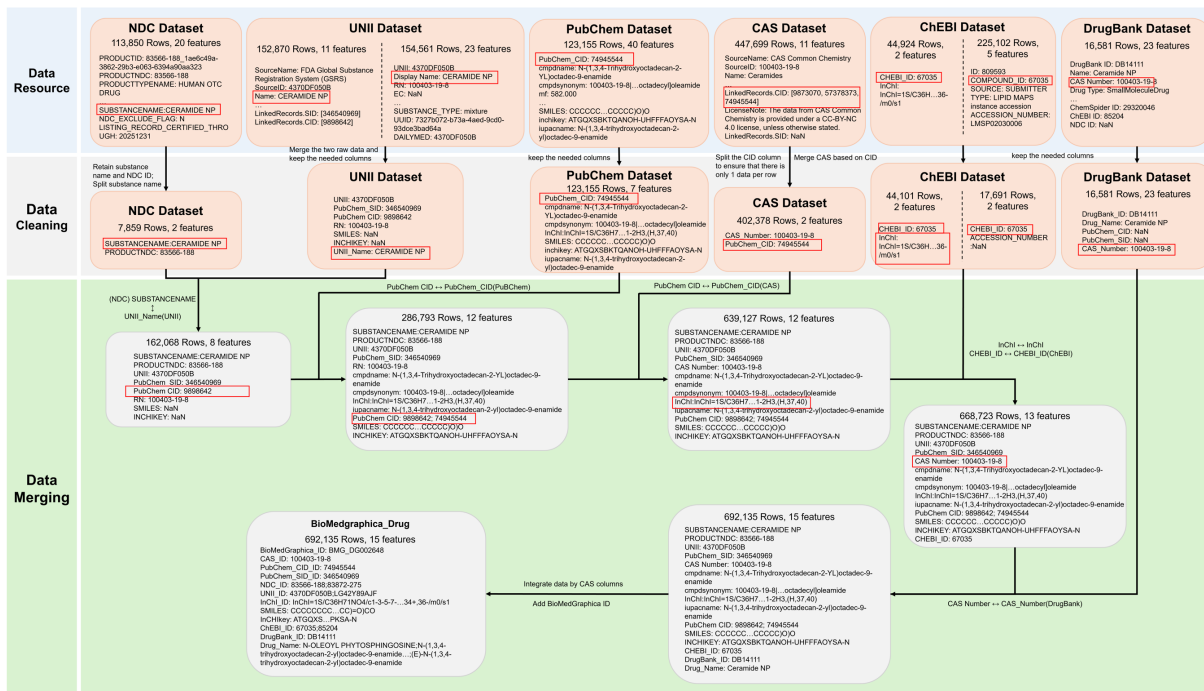 Data
Resource
NDC Dataset
113,850 Rows, 20 features
PRODUCTID: 83566-188_1ae6c49a-
3862-29b3-e063-6394a90aa323
PRODUCTNDC: 83566-188
PRODUCTTYPENAME: HUMAN OTC
DRUG
...
SUBSTANCENAME:CERAMIDE NP
NDC_EXCLUDE_FLAG: N
LISTING_RECORD_CERTIFIED_THRO
UGH: 20251231
UNII Dataset
152,870 Rows, 11 features
SourceName: FDA Global Substance
Registration System (GSRS)
SourceID: 4370DF050B
Name: CERAMIDE NP
...
LinkedRecords.SID: [346540969]
LinkedRecords.CID: [9898642]
154,561 Rows, 23 features
UNII: 4370DF050B
Display Name: CERAMIDE NP
RN: 100403-19-8
EC: NaN
...
SUBSTANCE_TYPE: mixture
UUID: 7327b072-b73a-4aed-9cd0-
93dce3bad64a
DAILYMED: 4370DF050B
PubChem Dataset
123,155 Rows, 40 features
PubChem_CID: 74945544
cmpdname: N-(1,3,4-Trihydroxyoctadecan-2-
YL)octadec-9-enamide
mf: 582.000
...
SMILES: CCCCCC...CCCCC)O)O
inchikey: ATGQXSBKTQANOH-UHFFFAOYSA-N
iupacname: N-(1,3,4-trihydroxyoctadecan-2-
yl)octadec-9-enamide
CAS Dataset
447,699 Rows, 11 features
SourceName: CAS Common Chemistry
SourceID: 100403-19-8
Name: Ceramides
...
LinkedRecords.CID: [9873070, 57378373,
74945544]
LicenseNote: The data from CAS Common
Chemistry is provided under a CC-BY-NC
4.0 license, unless otherwise stated.
LinkedRecords.SID: NaN
ChEBI Dataset
44,924 Rows,
2 features
CHEBI_ID: 67035
InChI:
InChI=1S/C36H7...36-
/m0/s1
225,102 Rows,
5 features
ID: 809593
COMPOUND_ID: 67035
SOURCE: SUBMITTER
TYPE: LIPID MAPS
instance accession
ACCESSION_NUMBER:
LMSP02030006
DrugBank Dataset
16,581 Rows, 23 features
DrugBank ID: DB14111
Name: Ceramide NP
CAS Number: 100403-19-8
Drug Type: SmallMoleculeDrug
...
ChemSpider ID: 29320046
ChEBI ID: 85204
NDC ID: NaN
Retain substance
name and NDC ID;
Split substance name
Merge the two raw data and
keep the needed columns
keep the needed columns
Split the CID column
to ensure that there is
only 1 data per row
Merge CAS based on CID
keep the needed columns
Data
Cleaning
NDC Dataset
7,859 Rows, 2 features
SUBSTANCENAME:CERAMIDE NP
PRODUCTNDC: 83566-188
UNII Dataset
UNII: 4370DF050B
PubChem_SID: 346540969
PubChem CID: 9898642
RN: 100403-19-8
SMILES: NaN
INCHIKEY: NaN
UNII_Name: CERAMIDE NP
PubChem Dataset
123,155 Rows, 7 features
PubChem_CID: 74945544
cmpdname: N-(1,3,4-Trihydroxyoctadecan-2-
YL)octadec-9-enamide
cmpdsynonym: 100403-19-8|...octadecyl]oleamide
InChI:InChI=1S/C36H7...1-2H3,(H,37,40)
SMILES: CCCCCC...CCCCC)O)O
INCHIKEY: ATGQXSBKTQANOH-UHFFFAOYSA-N
iupacname: N-(1,3,4-trihydroxyoctadecan-2-
yl)octadec-9-enamide
CAS Dataset
402,378 Rows, 2 features
CAS_Number: 100403-19-8
PubChem_CID: 74945544
ChEBI Dataset
44,101 Rows,
2 features
CHEBI_ID: 67035
InChI:
InChI=1S/C36H7...36-
/m0/s1
17,691 Rows,
2 features
CHEBI_ID: 67035
ACCESSION_NUMBER
:NaN
DrugBank Dataset
16,581 Rows, 23 features
DrugBank_ID: DB14111
Drug_Name: Ceramide NP
PubChem_CID: NaN
PubChem_SID: NaN
CAS_Number: 100403-19-8
Data
Merging
(NDC) SUBSTANCENAME
↕
UNII_Name(UNII)
PubChem CID ↔ PubChem_CID(PuBChem)
PubChem CID ↔ PubChem_CID(CAS)
InChI ↔ InChI
CHEBI_ID ↔ CHEBI_ID(ChEBI)
162,068 Rows, 8 features
SUBSTANCENAME:CERAMIDE NP
PRODUCTNDC: 83566-188
UNII: 4370DF050B
PubChem_SID: 346540969
PubChem CID: 9898642
RN: 100403-19-8
SMILES: NaN
INCHIKEY: NaN
286,793 Rows, 12 features
SUBSTANCENAME:CERAMIDE NP
PRODUCTNDC: 83566-188
UNII: 4370DF050B
PubChem_SID: 346540969
RN: 100403-19-8
cmpdname: N-(1,3,4-Trihydroxyoctadecan-2-YL)octadec-9-
enamide
cmpdsynonym: 100403-19-8|...octadecyl]oleamide
InChI:InChI=1S/C36H7...1-2H3,(H,37,40)
iupacname: N-(1,3,4-trihydroxyoctadecan-2-yl)octadec-9-
enamide
PubChem CID: 9898642; 74945544
SMILES: CCCCCC...CCCCC)O)O
INCHIKEY: ATGQXSBKTQANOH-UHFFFAOYSA-N
639,127 Rows, 12 features
SUBSTANCENAME:CERAMIDE NP
PRODUCTNDC: 83566-188
UNII: 4370DF050B
PubChem_SID: 346540969
CAS Number: 100403-19-8
cmpdname: N-(1,3,4-Trihydroxyoctadecan-2-YL)octadec-9-
enamide
cmpdsynonym: 100403-19-8|...octadecyl]oleamide
InChI:InChI=1S/C36H7...1-2H3,(H,37,40)
iupacname: N-(1,3,4-trihydroxyoctadecan-2-yl)octadec-9-
enamide
PubChem CID: 9898642; 74945544
SMILES: CCCCCC...CCCCC)O)O
INCHIKEY: ATGQXSBKTQANOH-UHFFFAOYSA-N
668,723 Rows, 13 features
SUBSTANCENAME:CERAMIDE NP
PRODUCTNDC: 83566-188
UNII: 4370DF050B
PubChem_SID: 346540969
CAS Number: 100403-19-8
cmpdname: N-(1,3,4-Trihydroxyoctadecan-2-YL)octadec-9-
enamide
cmpdsynonym: 100403-19-8|...octadecyl]oleamide
InChI:InChI=1S/C36H7...1-2H3,(H,37,40)
iupacname: N-(1,3,4-trihydroxyoctadecan-2-yl)octadec-9-
enamide
PubChem CID: 9898642; 74945544
SMILES: CCCCCC...CCCCC)O)O
INCHIKEY: ATGQXSBKTQANOH-UHFFFAOYSA-N
CHEBI_ID: 67035
CAS Number ↔ CAS_Number(DrugBank)
692,135 Rows, 15 features
SUBSTANCENAME:CERAMIDE NP
PRODUCTNDC: 83566-188
UNII: 4370DF050B
PubChem_SID: 346540969
CAS Number: 100403-19-8
cmpdname: N-(1,3,4-Trihydroxyoctadecan-2-YL)octadec-9-
enamide
cmpdsynonym: 100403-19-8|...octadecyl]oleamide
InChI:InChI=1S/C36H7...1-2H3,(H,37,40)
iupacname: N-(1,3,4-trihydroxyoctadecan-2-yl)octadec-9-
enamide
PubChem CID: 9898642; 74945544
SMILES: CCCCCC...CCCCC)O)O
INCHIKEY: ATGQXSBKTQANOH-UHFFFAOYSA-N
CHEBI_ID: 67035
DrugBank_ID: DB14111
Drug_Name: Ceramide NP
Integrate data by CAS columns
Add BioMedGraphica ID
BioMedgraphica_Drug
692,135 Rows, 15 features
BioMedGraphica_ID: BMG_DG002648
CAS_ID: 100403-19-8
PubChem_CID_ID: 74945544
PubChem_SID_ID: 346540969
NDC_ID: 83566-188;83872-275
UNII_ID: 4370DF050B;LG42Y89AJF
InChI_ID: InChI=1S/C36H71NO4/c1-3-5-7-...34+,36-/m0/s1
SMILES: CCCCCCCC...CC)=O)CO
InCHIkey: ATGQXS...PKSA-N
ChEBI_ID: 67035;85204
DrugBank_ID: DB14111
Drug_Name: N-OLEOYL PHYTOSPHINGOSINE;N-(1,3,4-
trihydroxyoctadecan-2-yl)octadec-9-enamide...;(E)-N-(1,3,4-
trihydroxyoctadecan-2-yl)octadec-9-enamide